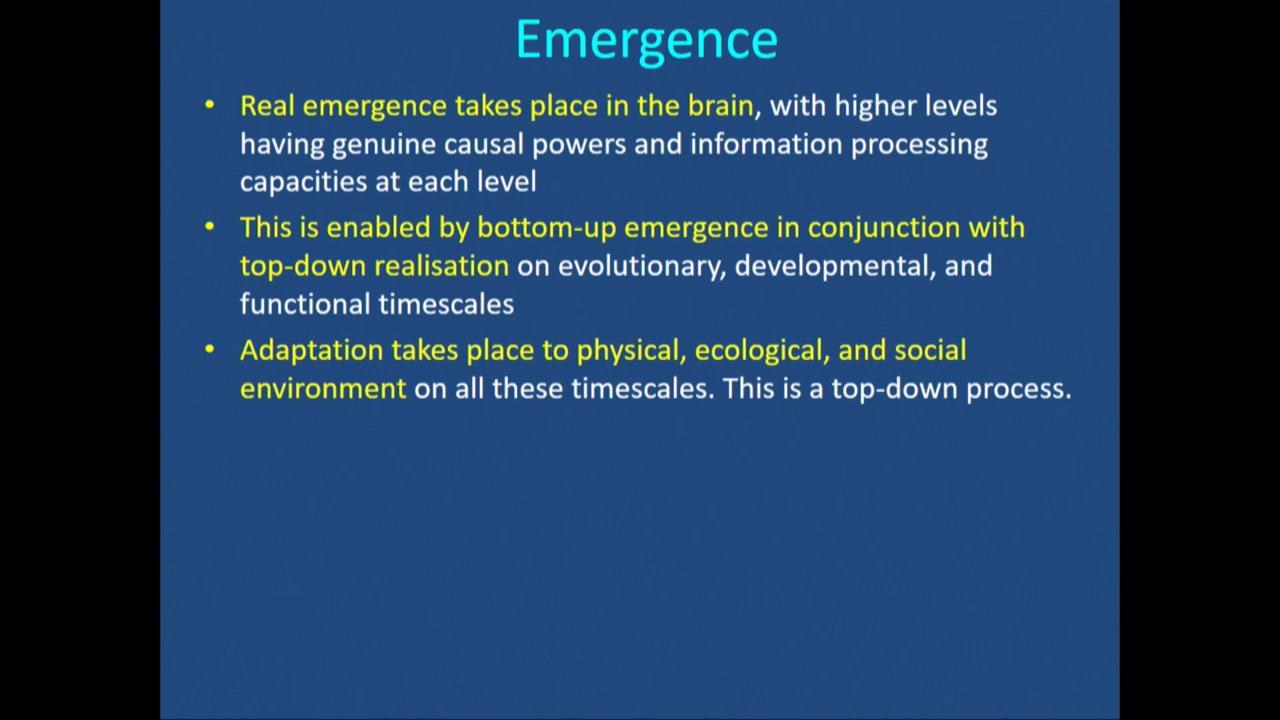 Emergence
• Real emergence takes place in the brain, with higher levels
having genuine causal powers and information processing
capacities at each level
• This is enabled by bottom-up emergence in conjunction with
top-down realisation on evolutionary, developmental, and
functional timescales
• Adaptation takes place to physical, ecological, and social
environment on all these timescales. This is a top-down process.